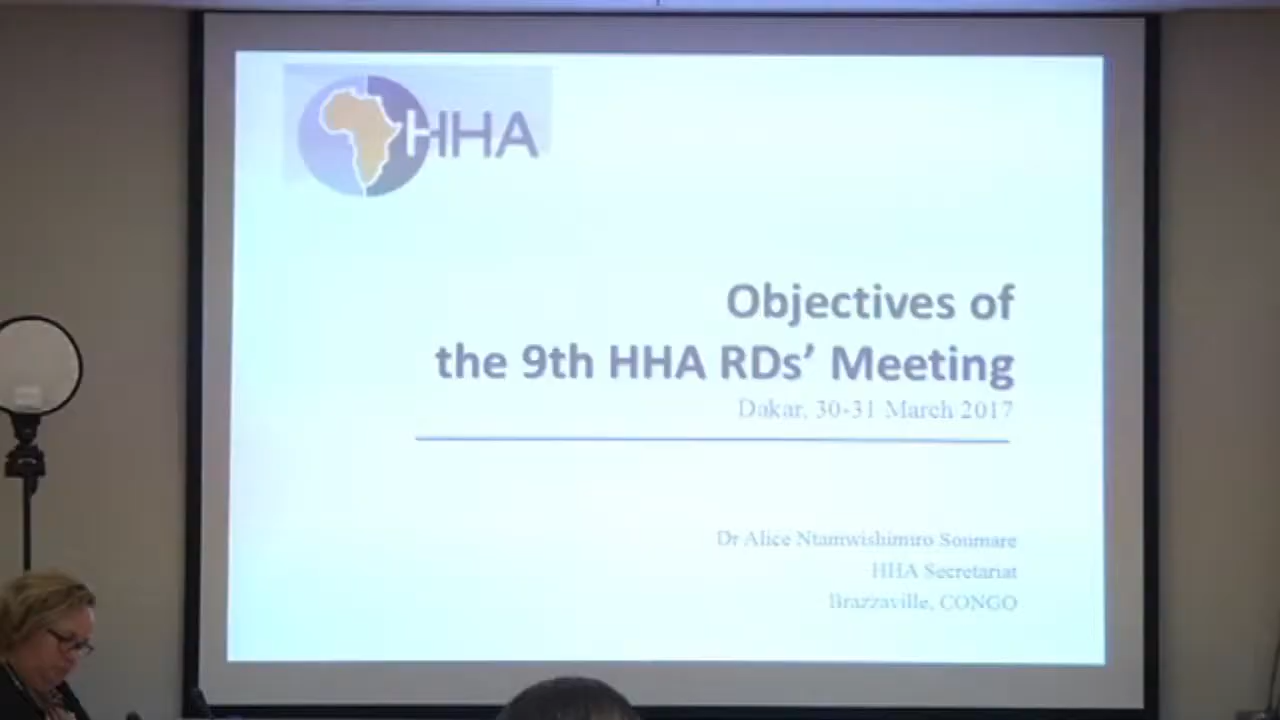 HHA
Objectives of
the 9th HHA RDs’ Meeting
Dakar, 30-31 March 2017
Dr Alice Ntamwishimiro Soumare
HHA Secretariat
Brazzaville, CONGO